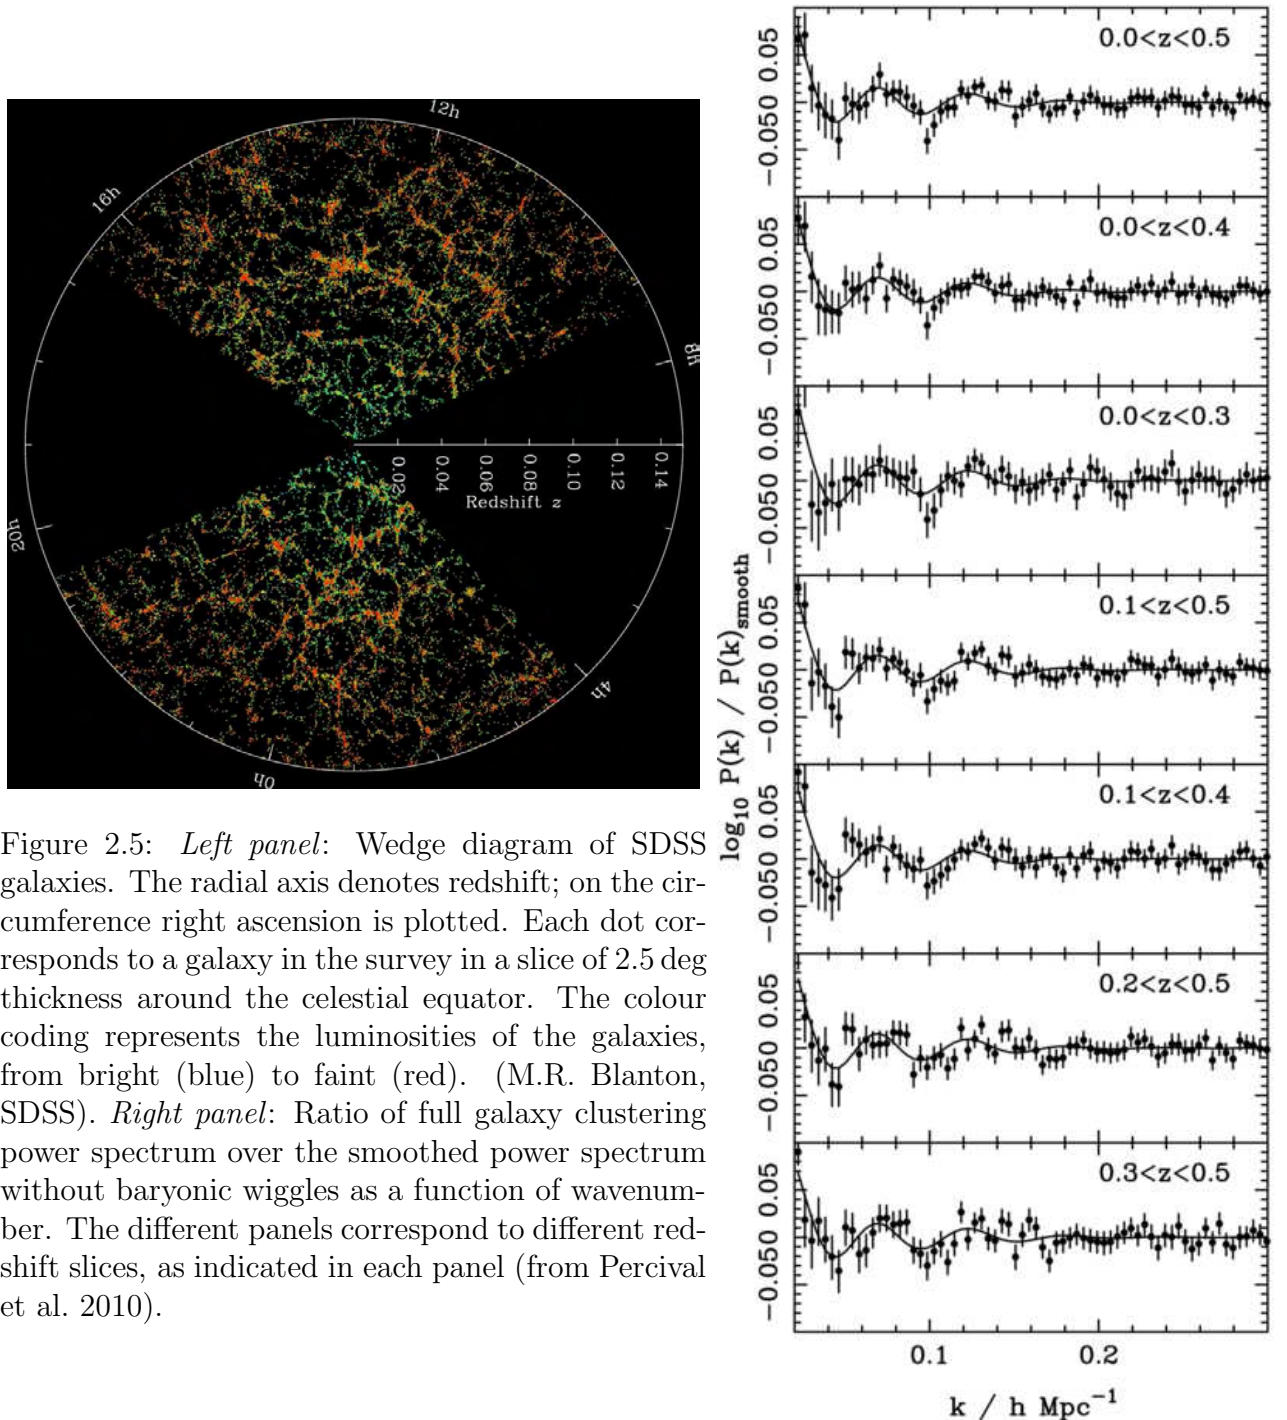 12h
16h
8h
20h
4h
0h
0.02
0.04
0.06
0.08
0.10
0.12
0.14
Redshift z
Figure 2.5: Left panel: Wedge diagram of SDSS
galaxies. The radial axis denotes redshift; on the cir-
cumference right ascension is plotted. Each dot cor-
responds to a galaxy in the survey in a slice of 2.5 deg
thickness around the celestial equator. The colour
coding represents the luminosities of the galaxies,
from bright (blue) to faint (red). (M.R. Blanton,
SDSS). Right panel: Ratio of full galaxy clustering
power spectrum over the smoothed power spectrum
without baryonic wiggles as a function of wavenum-
ber. The different panels correspond to different red-
shift slices, as indicated in each panel (from Percival
et al. 2010).
log10 P(k) / P(k)smooth
0.0<z<0.5
−0.050 0.05
0.0<z<0.4
−0.050 0.05
0.0<z<0.3
−0.050 0.05
0.1<z<0.5
−0.050 0.05
0.1<z<0.4
−0.050 0.05
0.2<z<0.5
−0.050 0.05
0.3<z<0.5
−0.050 0.05
0.1 0.2
k / h Mpc−1